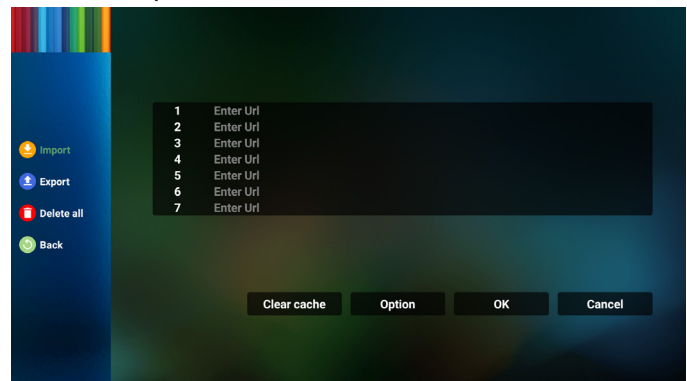 Import
Export
Delete all
Back
1 Enter Url
2 Enter Url
3 Enter Url
4 Enter Url
5 Enter Url
6 Enter Url
7 Enter Url
Clear cache Option OK Cancel